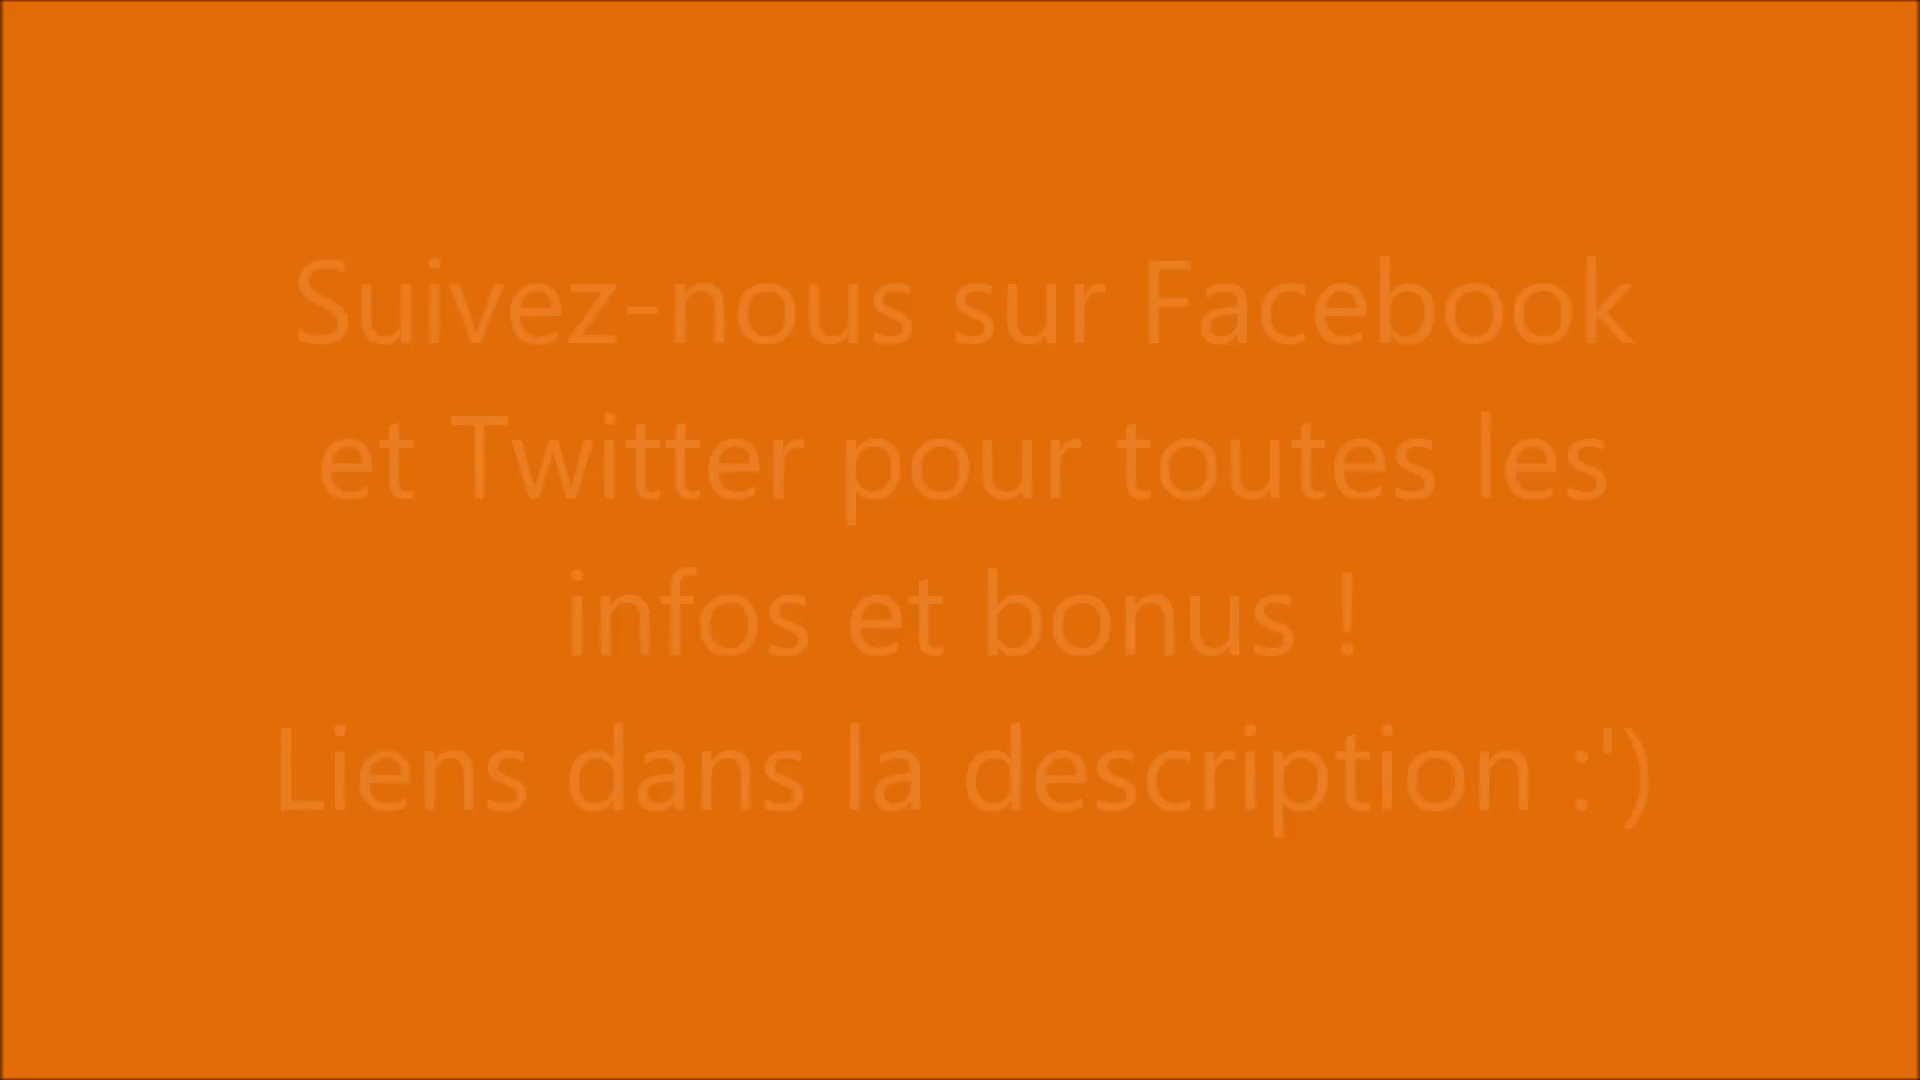 Suivez-nous sur Facebook
et Twitter pour toutes les
infos et bonus !
Liens dans la description :')